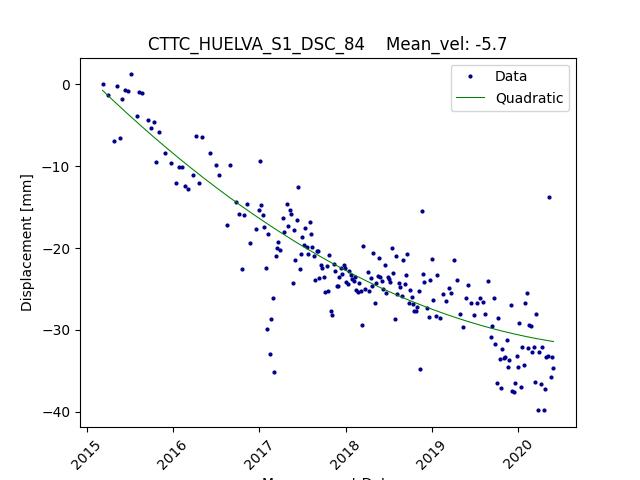 CTTC_HUELVA_S1_DSC_84    Mean_vel: -5.7
Data
Quadratic
Displacement [mm]
0
−10
−20
−30
−40
2015
2016
2017
2018
2019
2020